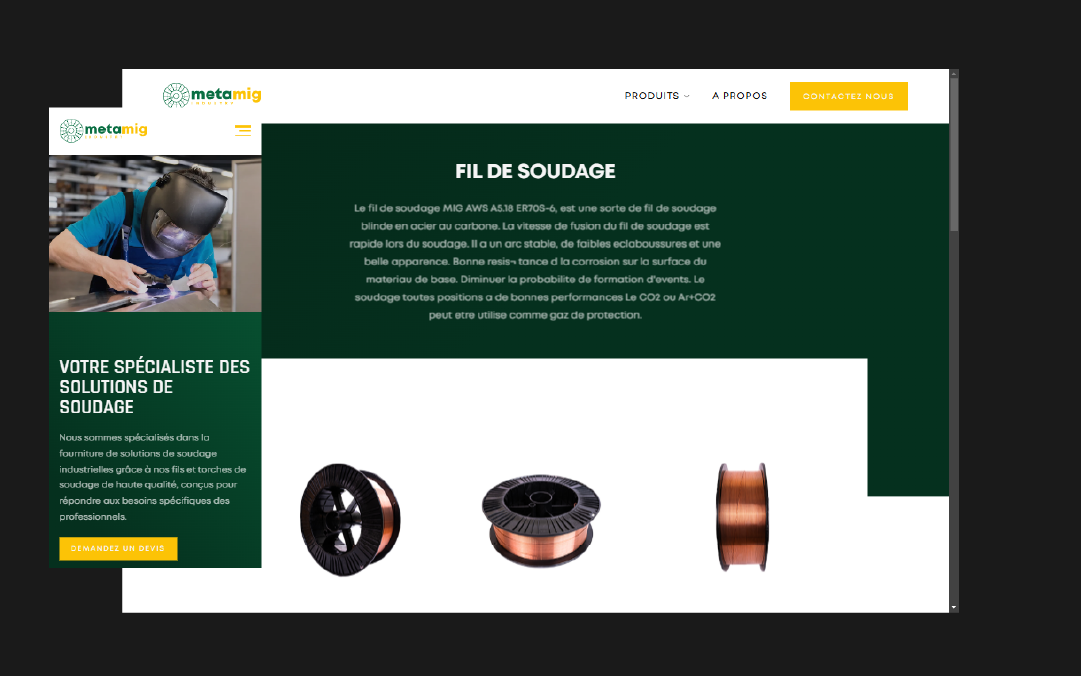 metamig
INDUSTRY
PRODUITS
A PROPOS
CONTACTEZ NOUS
FIL DE SOUDAGE
Le fil de soudage MIG AWS A5.18 ER70S-6, est une sorte de fil de soudage
blinde en acier au carbone. La vitesse de fusion du fil de soudage est
rapide lors du soudage. Il a un arc stable, de faibles eclaboussures et une
belle apparence. Bonne resis¬ tance d la corrosion sur la surface du
materiau de base. Diminuer la probabilite de formation d'events. Le
soudage toutes positions a de bonnes performances Le CO2 ou Ar+CO2
peut etre utilise comme gaz de protection.
metamig
INDUSTRY
VOTRE SPÉCIALISTE DES
SOLUTIONS DE
SOUDAGE
Nous sommes spécialisés dans la
fourniture de solutions de soudage
industrielles grâce à nos fils et torches de
soudage de haute qualité, conçus pour
répondre aux besoins spécifiques des
professionnels.
DEMANDEZ UN DEVIS